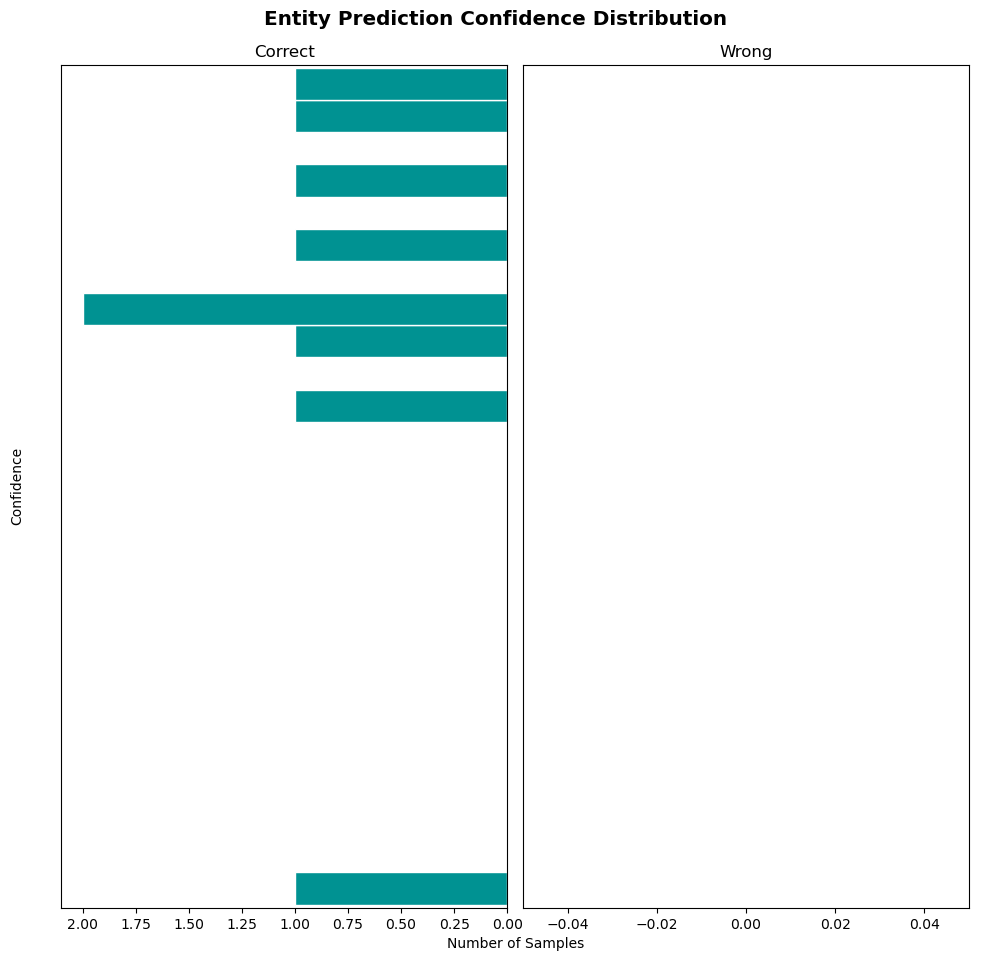 Entity Prediction Confidence Distribution
Correct
Wrong
Confidence
2.00 1.75 1.50 1.25 1.00 0.75 0.50 0.25 0.00
−0.04 −0.02 0.00 0.02 0.04
Number of Samples